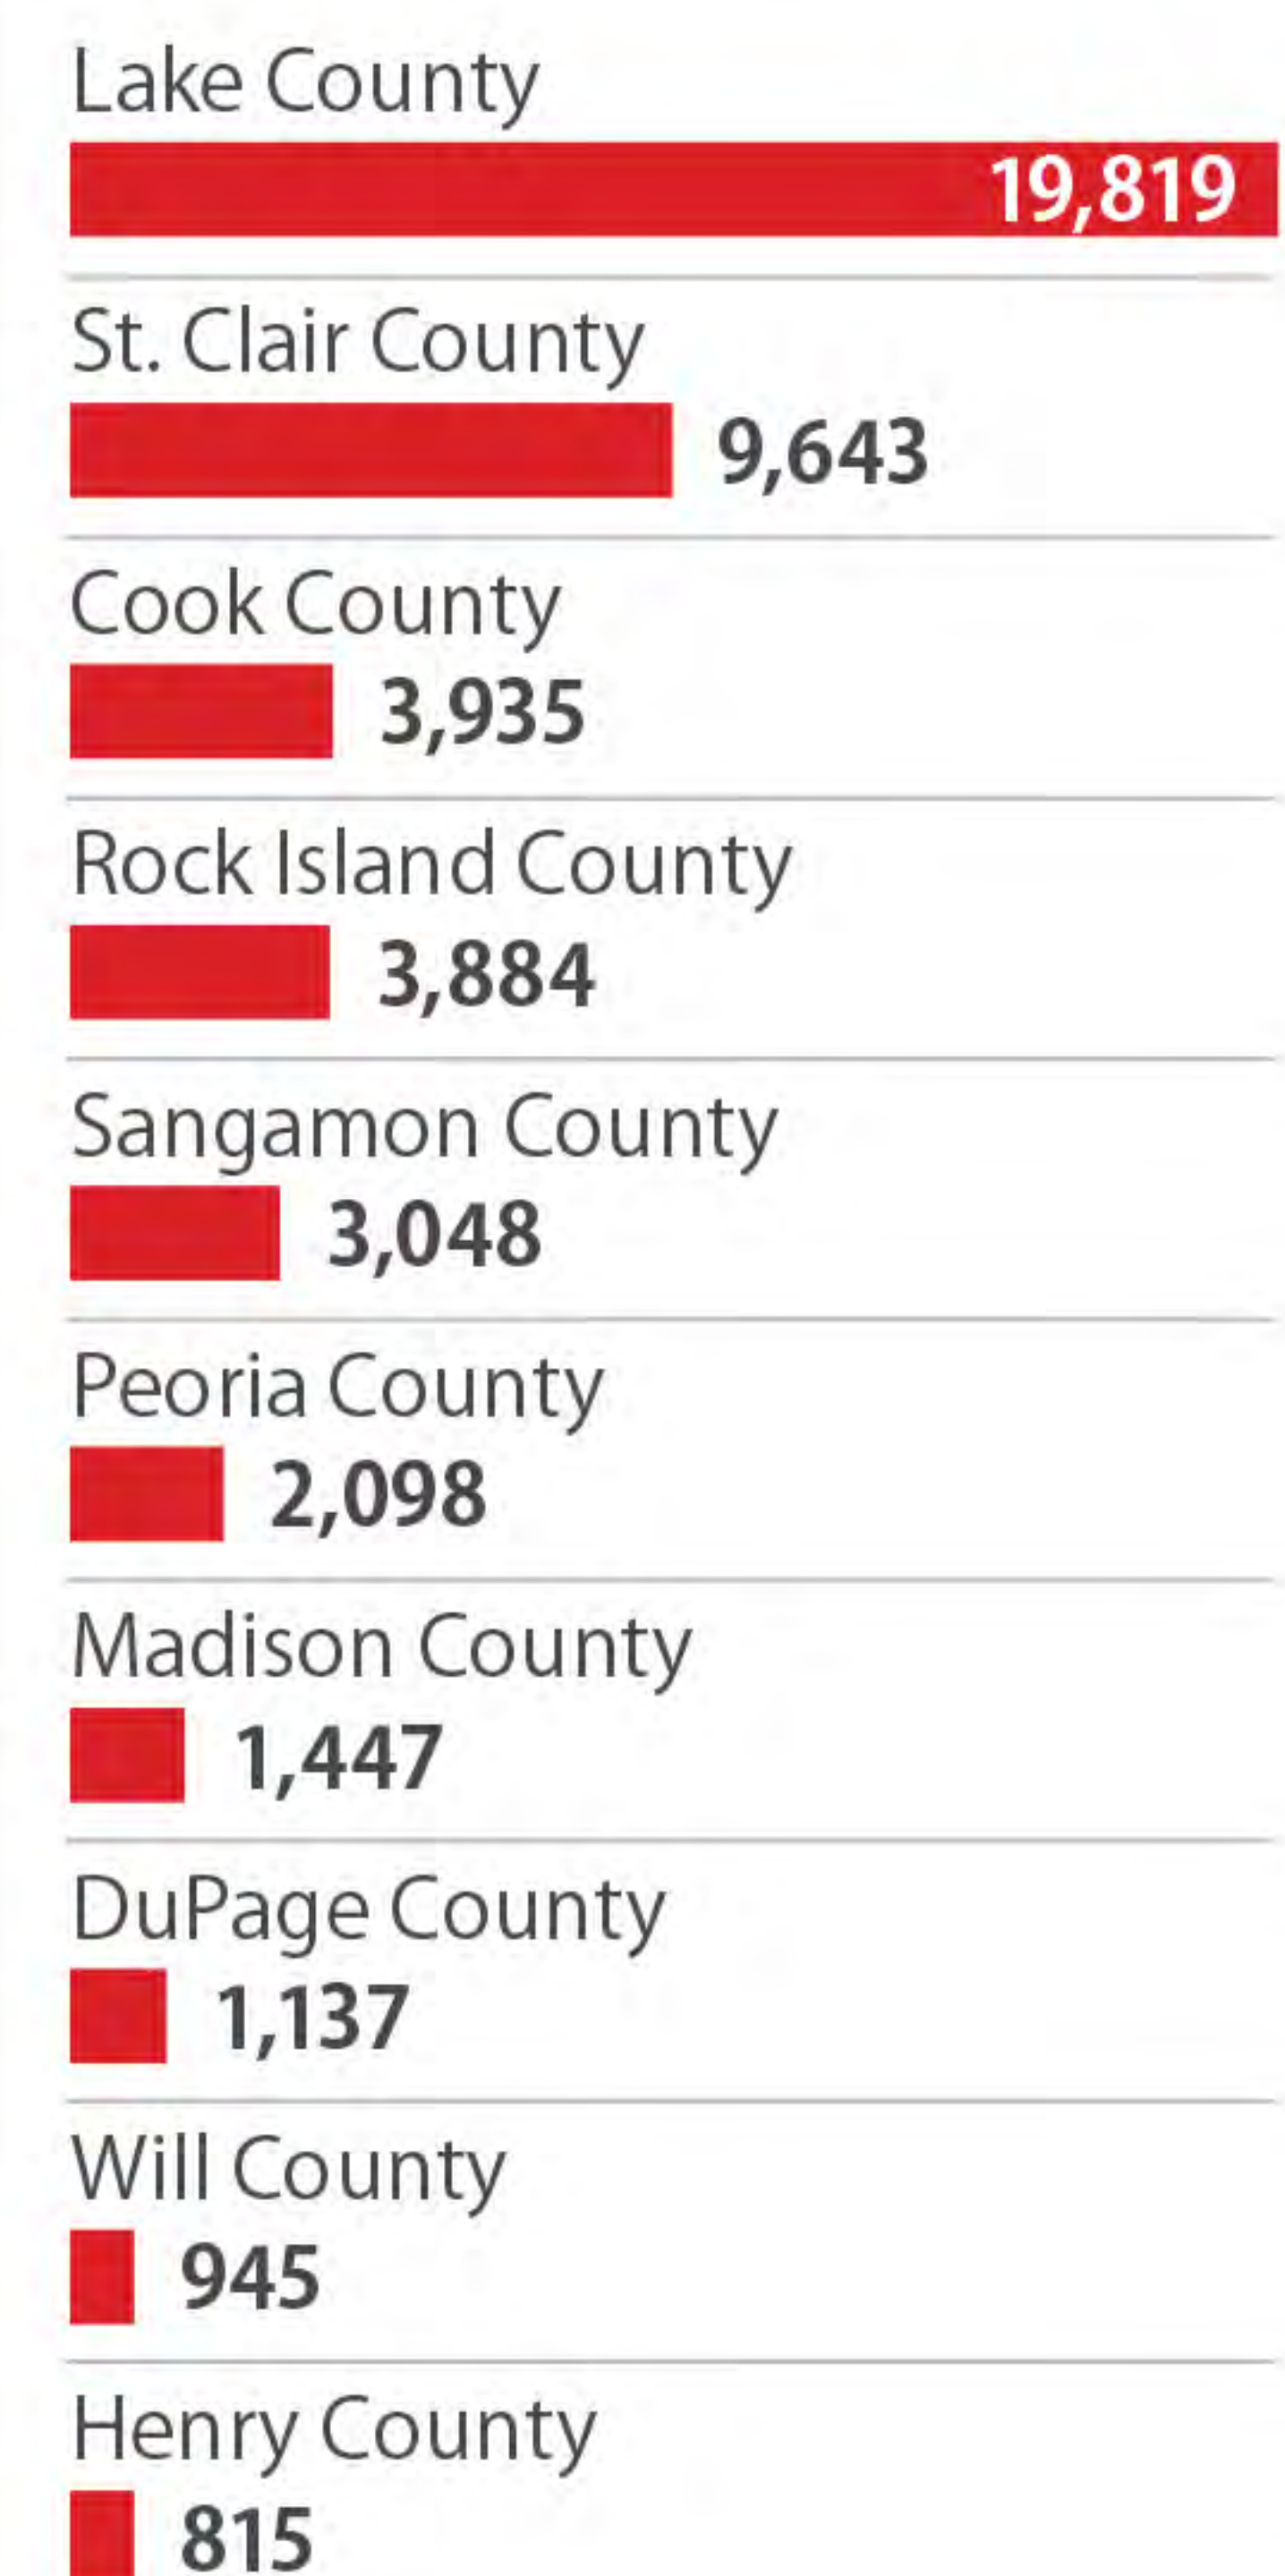 Lake County
19,819
St. Clair County
9,643
Cook County
3,935
Rock Island County
3,884
Sangamon County
3,048
Peoria County
2,098
Madison County
1,447
DuPage County
1,137
Will County
945
Henry County
815